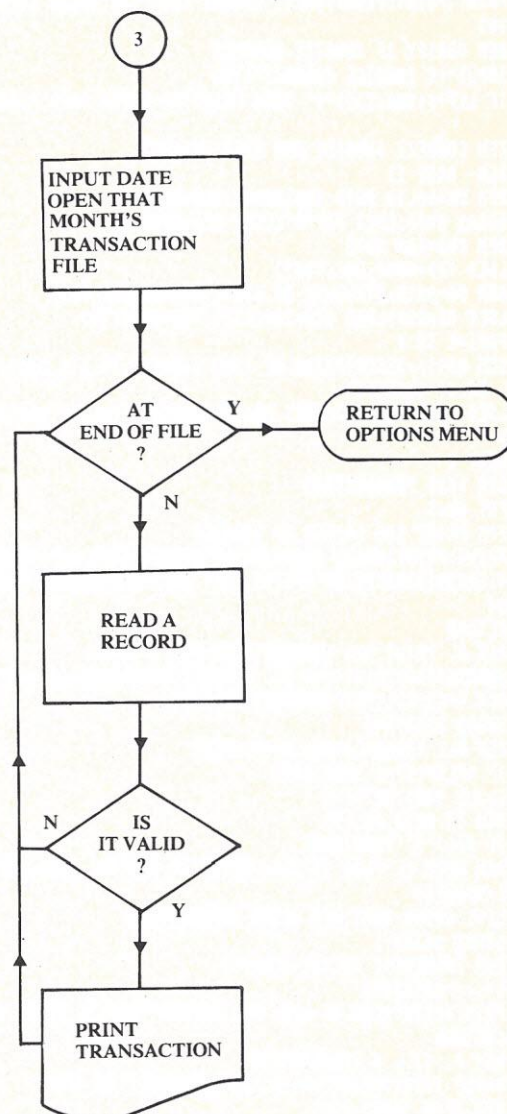 3
INPUT DATE
OPEN THAT
MONTH'S
TRANSACTION
FILE
AT
END OF FILE
?
Y
RETURN TO
OPTIONS MENU
N
READ A
RECORD
N
IS
IT VALID
?
Y
PRINT
TRANSACTION